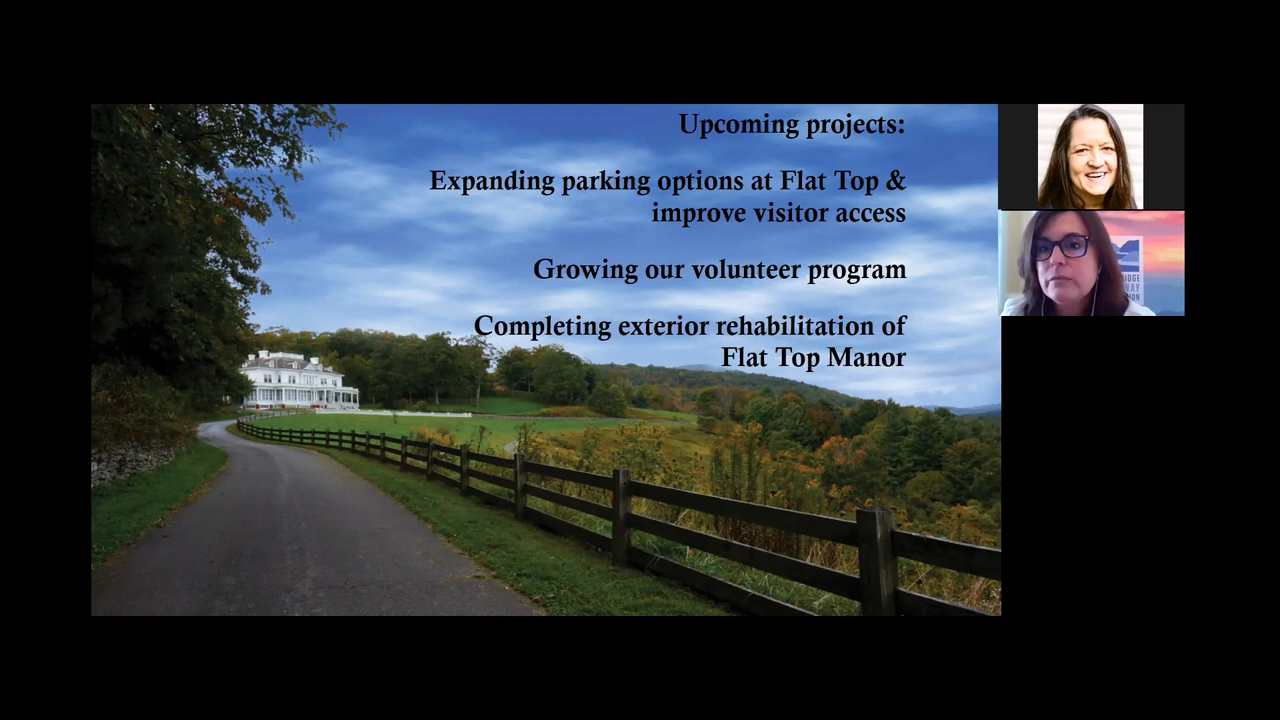 Upcoming projects:
Expanding parking options at Flat Top &
improve visitor access
Growing our volunteer program
Completing exterior rehabilitation of
Flat Top Manor